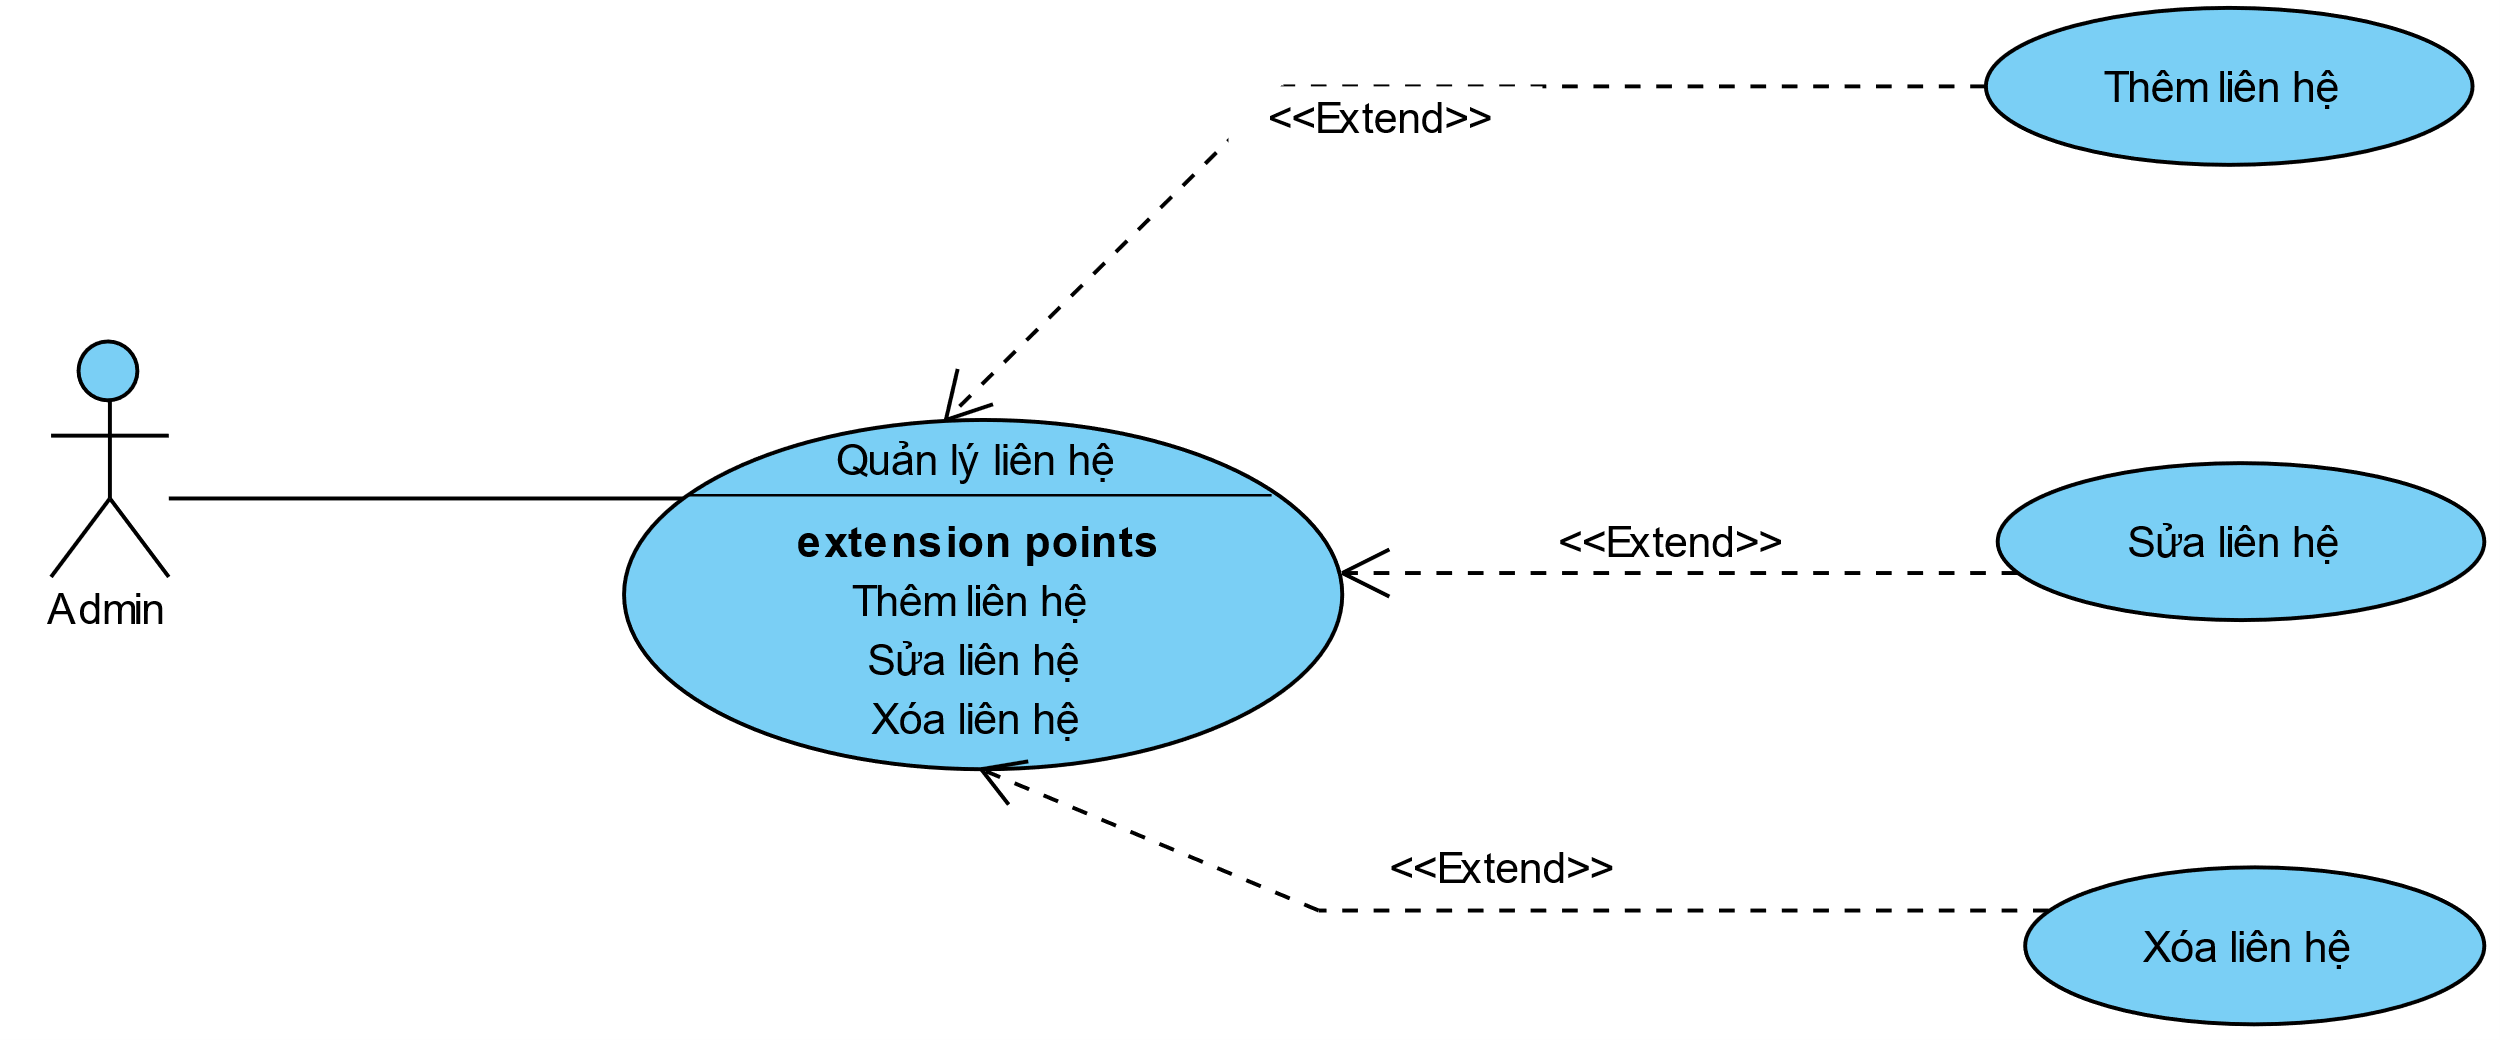 Thêm liên hệ
<<Extend>>
Quản lý liên hệ
extension points
Thêm liên hệ
Sửa liên hệ
Xóa liên hệ
<<Extend>>
Sửa liên hệ
Admin
<<Extend>>
Xóa liên hệ